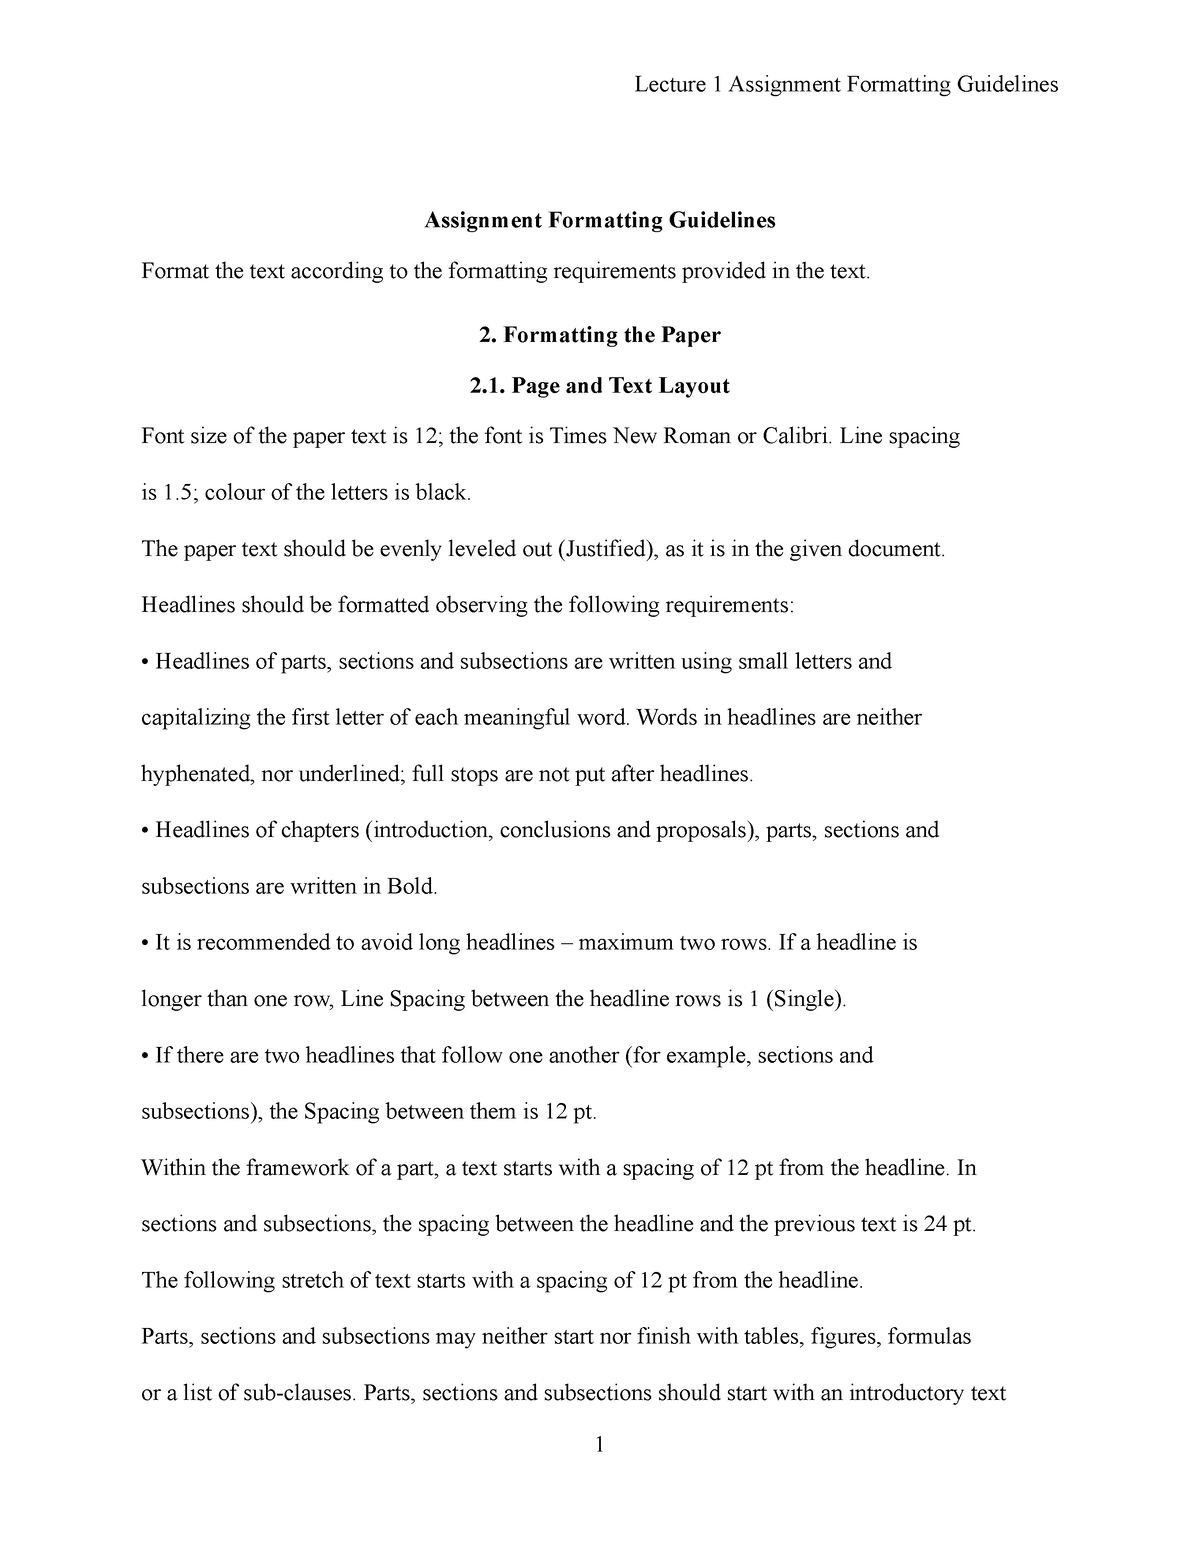 Lecture 1 Assignment Formatting Guidelines
Assignment Formatting Guidelines
Format the text according to the formatting requirements provided in the text.
2. Formatting the Paper
2.1. Page and Text Layout
Font size of the paper text is 12; the font is Times New Roman or Calibri. Line spacing
is 1.5; colour of the letters is black.
The paper text should be evenly leveled out (Justified), as it is in the given document.
Headlines should be formatted observing the following requirements:
• Headlines of parts, sections and subsections are written using small letters and
capitalizing the first letter of each meaningful word. Words in headlines are neither
hyphenated, nor underlined; full stops are not put after headlines.
• Headlines of chapters (introduction, conclusions and proposals), parts, sections and
subsections are written in Bold.
• It is recommended to avoid long headlines – maximum two rows. If a headline is
longer than one row, Line Spacing between the headline rows is 1 (Single).
• If there are two headlines that follow one another (for example, sections and
subsections), the Spacing between them is 12 pt.
Within the framework of a part, a text starts with a spacing of 12 pt from the headline. In
sections and subsections, the spacing between the headline and the previous text is 24 pt.
The following stretch of text starts with a spacing of 12 pt from the headline.
Parts, sections and subsections may neither start nor finish with tables, figures, formulas
or a list of sub-clauses. Parts, sections and subsections should start with an introductory text
1